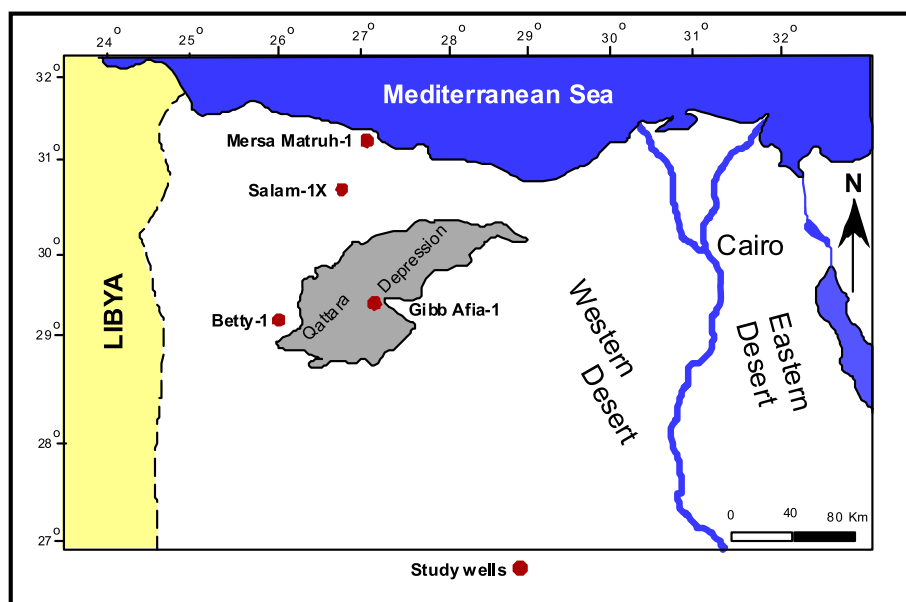 24° 25° 26° 27° 28° 29° 30° 31° 32°
32°
Mediterranean Sea
Mersa Matruh-1
31°
Salam-1X
N
30°
Cairo
Qattara Depression
LIBYA
Betty-1
Gibb Afia-1
29°
Western Desert
Eastern Desert
28°
0 40 80 Km
27°
Study wells